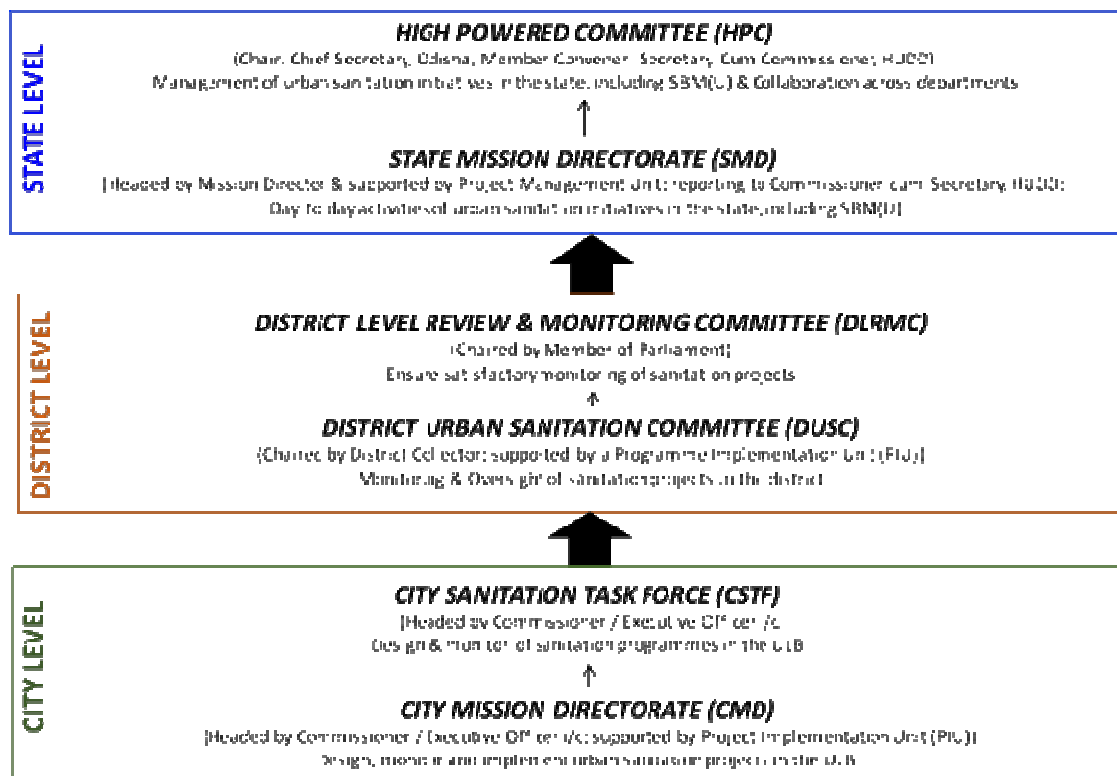 STATE LEVEL
HIGH POWERED COMMITTEE (HPC)
(Chair: Chief Secretary, Odisha, Member Convener: Secretary Cum Commissioner, HUDD)
Management of urban sanitation initiatives in the state, including SBM(U) & Collaboration across departments
STATE MISSION DIRECTORATE (SMD)
(Headed by Mission Director & supported by Project Management Unit; reporting to Commissioner cum Secretary, HUDD)
Day to day activities of urban sanitation initiatives in the state, including SBM(U)
DISTRICT LEVEL
DISTRICT LEVEL REVIEW & MONITORING COMMITTEE (DLRMC)
(Chaired by Member of Parliament)
Ensure satisfactory monitoring of sanitation projects
DISTRICT URBAN SANITATION COMMITTEE (DUSC)
(Chaired by District Collector; supported by a Programme Implementation Unit (PIU))
Monitoring & Oversight of sanitation projects in the district
CITY LEVEL
CITY SANITATION TASK FORCE (CSTF)
(Headed by Commissioner / Executive Officer i/c)
Design & monitor of sanitation programmes in the ULB
CITY MISSION DIRECTORATE (CMD)
(Headed by Commissioner / Executive Officer i/c; supported by Project Implementation Unit (PIU))
Design, monitor and implement urban sanitation projects in the ULB